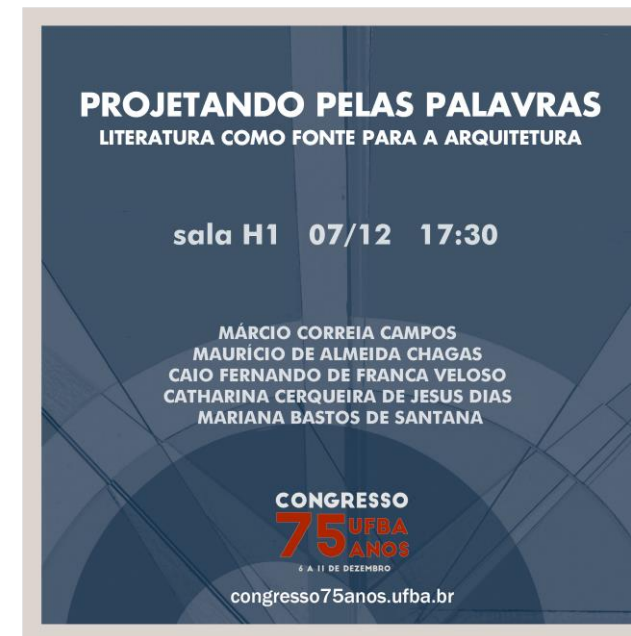 PROJETANDO PELAS PALAVRAS
LITERATURA COMO FONTE PARA A ARQUITETURA
sala H1 07/12 17:30
MÁRCIO CORREIA CAMPOS
MAURÍCIO DE ALMEIDA CHAGAS
CAIO FERNANDO DE FRANCA VELOSO
CATHARINA CERQUEIRA DE JESUS DIAS
MARIANA BASTOS DE SANTANA
CONGRESSO
75 UFBA
ANOS
6 A 11 DE DEZEMBRO
congresso75anos.ufba.br